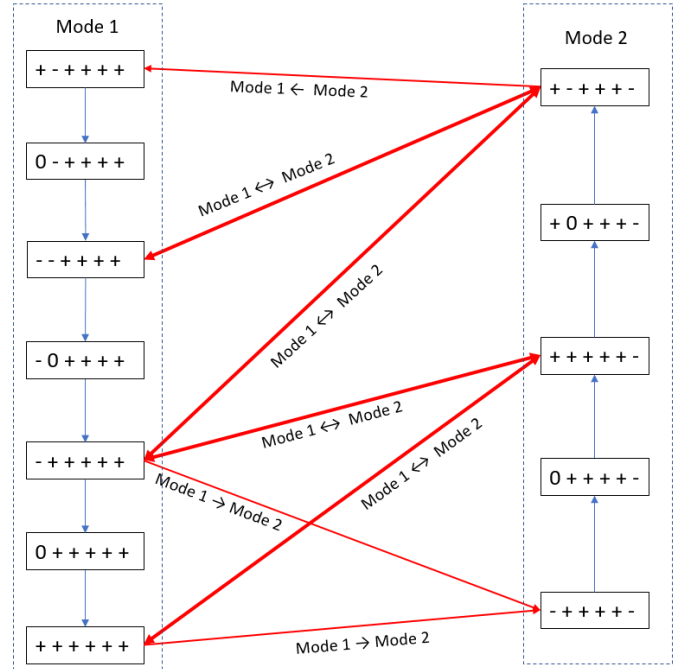 Mode 1
Mode 2
+ - + + + +
Mode 1 ← Mode 2
+ - + + + -
0 - + + + +
Mode 1 ↔ Mode 2
+ 0 + + + -
- - + + + +
Mode 1 ↔ Mode 2
- 0 + + + +
+ + + + + -
Mode 1 ↔ Mode 2
Mode 1 ↔ Mode 2
- + + + + +
Mode 1 → Mode 2
0 + + + + -
0 + + + + +
- + + + + -
+ + + + + +
Mode 1 → Mode 2